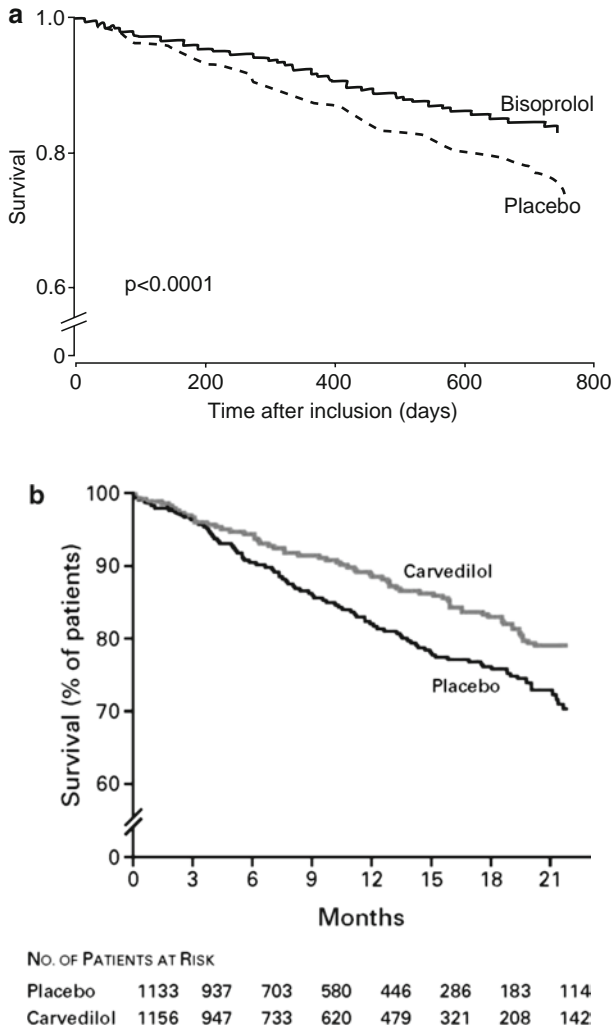 a
1.0
Bisoprolol
0.8
Placebo
0.6
p<0.0001
0
0 200 400 600 800
Time after inclusion (days)
Survival
b
100
90
Carvedilol
80
Placebo
70
60
0
0 3 6 9 12 15 18 21
Months
Survival (% of patients)
NO. OF PATIENTS AT RISK
Placebo 1133 937 703 580 446 286 183 114
Carvedilol 1156 947 733 620 479 321 208 142